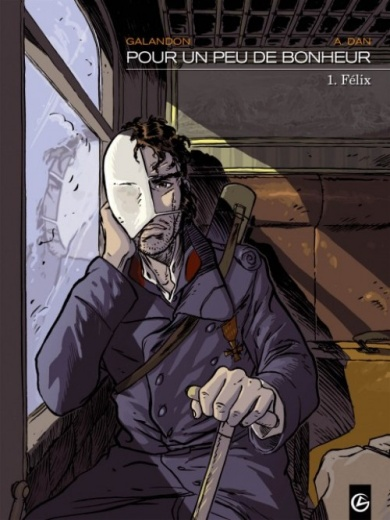 GALANDON A. DAN
POUR UN PEU DE BONHEUR
1. Félix